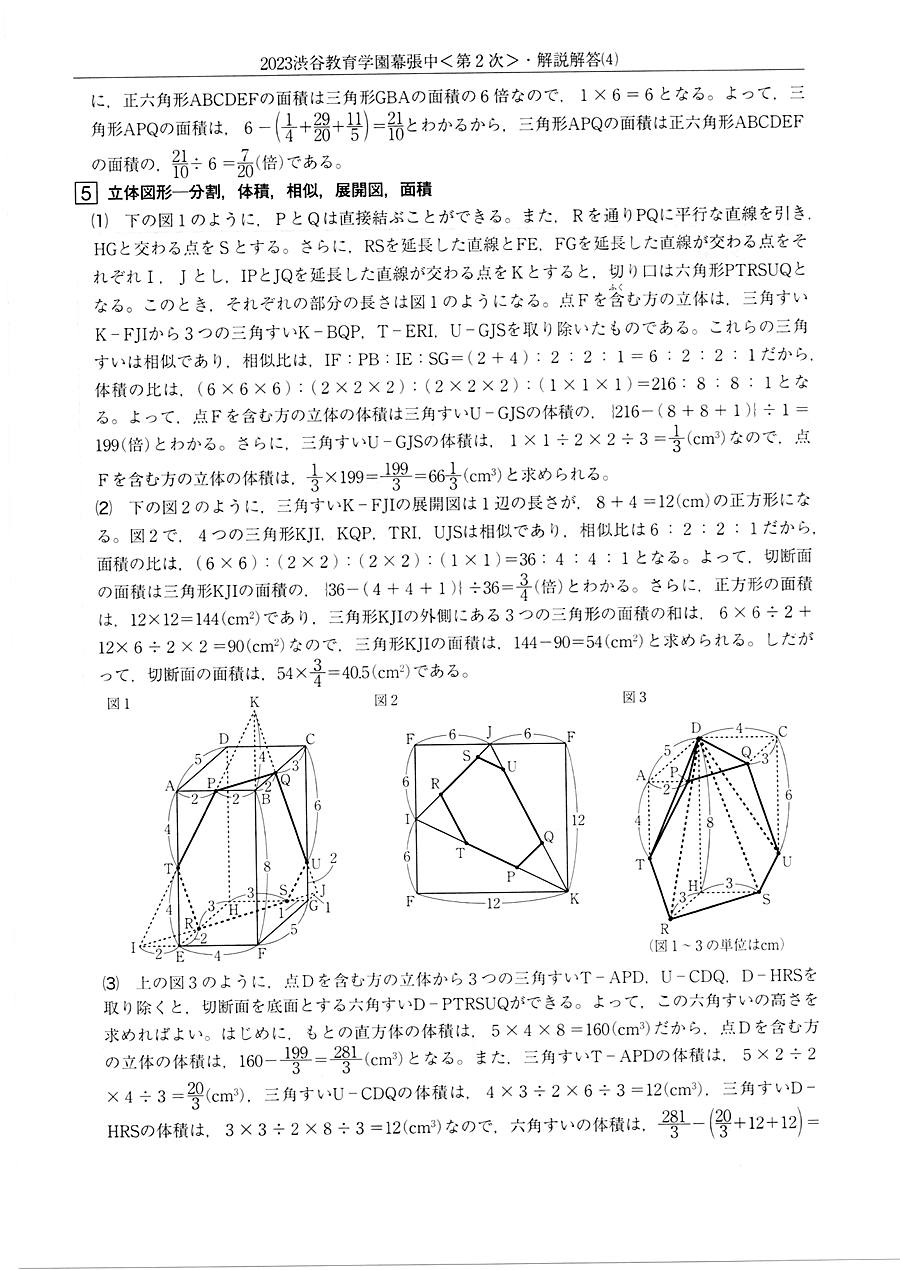 2023渋谷教育学園幕張中＜第２次＞・解説解答(4)
に，正六角形ABCDEFの面積は三角形GBAの面積の６倍なので，１×６＝６となる。よって，三
角形APQの面積は，６－(1/4＋29/20＋11/5)＝21/10とわかるから，三角形APQの面積は正六角形ABCDEF
の面積の，21/10÷６＝7/20(倍)である。
5 立体図形―分割，体積，相似，展開図，面積
(1) 下の図１のように，ＰとＱは直接結ぶことができる。また，Ｒを通りPQに平行な直線を引き，
HGと交わる点をＳとする。さらに，RSを延長した直線とFE，FGを延長した直線が交わる点をそ
れぞれＩ，Ｊとし，IPとJQを延長した直線が交わる点をＫとすると，切り口は六角形PTRSUQと
なる。このとき，それぞれの部分の長さは図１のようになる。点Ｆを含む方の立体は，三角すい
ふく
Ｋ－FJIから３つの三角すいＫ－BQP，Ｔ－ERI，Ｕ－GJSを取り除いたものである。これらの三角
すいは相似であり，相似比は，IF：PB：IE：SG＝(２＋４)：２：２：１＝６：２：２：１だから，
体積の比は，(６×６×６)：(２×２×２)：(２×２×２)：(１×１×１)＝216：８：８：１とな
る。よって，点Ｆを含む方の立体の体積は三角すいＵ－GJSの体積の，{216－(８＋８＋１)}÷１＝
199(倍)とわかる。さらに，三角すいＵ－GJSの体積は，１×１÷２×２÷３＝1/3(cm³)なので，点
Ｆを含む方の立体の体積は，1/3×199＝199/3＝66 1/3(cm³)と求められる。
(2) 下の図２のように，三角すいＫ－FJIの展開図は１辺の長さが，８＋４＝12(cm)の正方形にな
る。図２で，４つの三角形KJI，KQP，TRI，UJSは相似であり，相似比は６：２：２：１だから，
面積の比は，(６×６)：(２×２)：(２×２)：(１×１)＝36：４：４：１となる。よって，切断面
の面積は三角形KJIの面積の，{36－(４＋４＋１)}÷36＝3/4(倍)とわかる。さらに，正方形の面積
は，12×12＝144(cm²)であり，三角形KJIの外側にある３つの三角形の面積の和は，６×６÷２＋
12×６÷２×２＝90(cm²)なので，三角形KJIの面積は，144－90＝54(cm²)と求められる。したが
って，切断面の面積は，54×3/4＝40.5(cm²)である。
図１
K
D
C
5
4
3
Q
A
P
2
2
2
B
4
6
8
T
U
2
3
S
J
3
H
1
G
1
R
2
5
I
2
E
4
F
図２
F
6
J
6
F
S
U
6
R
I
12
6
T
Q
P
F
12
K
図３
D
4
C
5
Q
3
A
P
2
4
8
6
T
U
H
3
3
S
R
(図１～３の単位はcm)
(3) 上の図３のように，点Ｄを含む方の立体から３つの三角すいＴ－APD，Ｕ－CDQ，Ｄ－HRSを
取り除くと，切断面を底面とする六角すいＤ－PTRSUQができる。よって，この六角すいの高さを
求めればよい。はじめに，もとの直方体の体積は，５×４×８＝160(cm³)だから，点Ｄを含む方
の立体の体積は，160－199/3＝281/3(cm³)となる。また，三角すいＴ－APDの体積は，５×２÷２
×４÷３＝20/3(cm³)，三角すいＵ－CDQの体積は，４×３÷２×６÷３＝12(cm³)，三角すいＤ－
HRSの体積は，３×３÷２×８÷３＝12(cm³)なので，六角すいの体積は，281/3－(20/3＋12＋12)＝